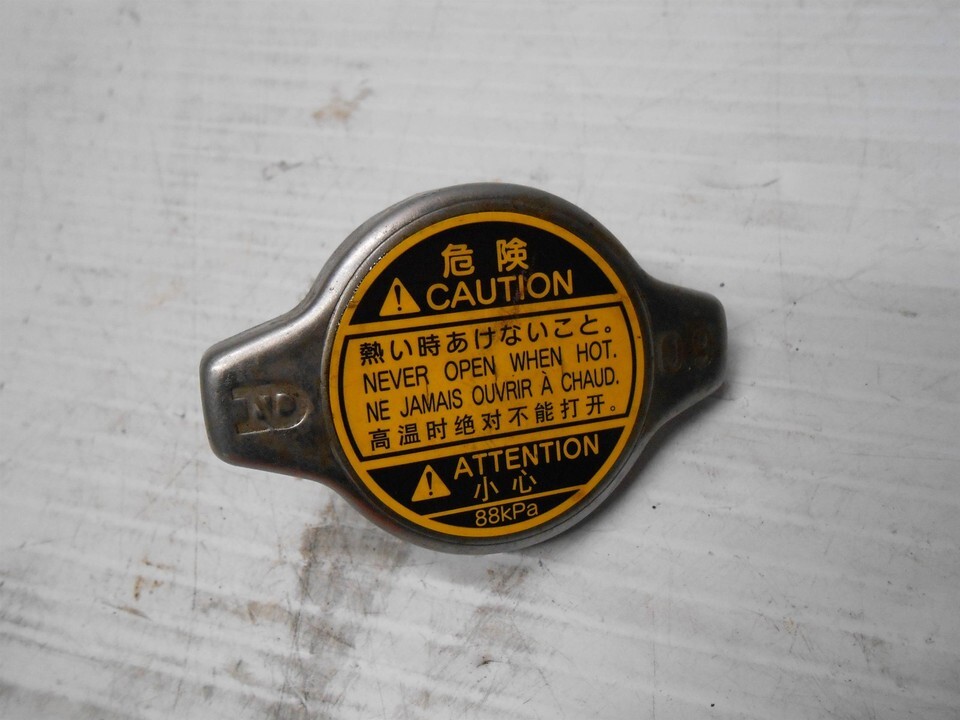 危険
CAUTION
熱い時あけないこと。
NEVER OPEN WHEN HOT.
NE JAMAIS OUVRIR À CHAUD.
高温时绝对不能打开。
ATTENTION
小心
88kPa
ND